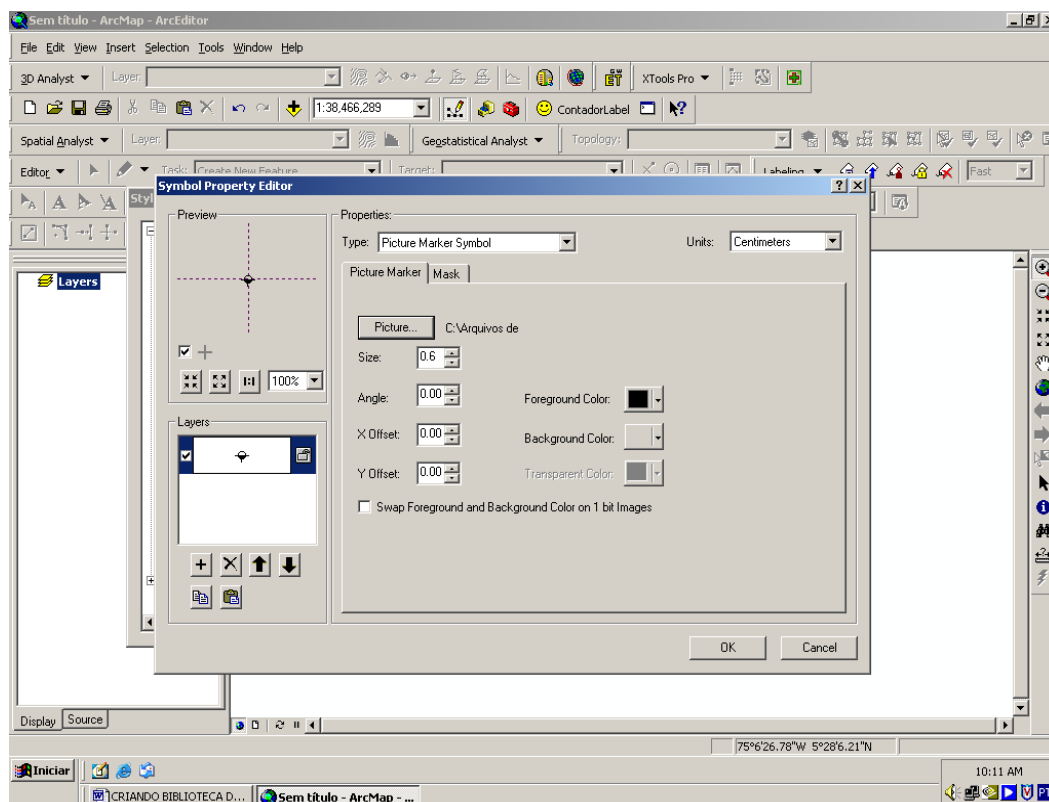 Sem título - ArcMap - ArcEditor
File Edit View Insert Selection Tools Window Help
3D Analyst Layer: XTools Pro
1:38,466,289 ContadorLabel
Spatial Analyst Layer: Geostatistical Analyst Topology:
Editor Task: Create New Feature Target: Labeling Fast
Symbol Property Editor
Preview
100%
Layers
Properties:
Type: Picture Marker Symbol Units: Centimeters
Picture Marker Mask
Picture... C:\Arquivos de
Size: 0.6
Angle: 0.00 Foreground Color:
X Offset: 0.00 Background Color:
Y Offset: 0.00 Transparent Color:
Swap Foreground and Background Color on 1 bit Images
OK Cancel
Layers
Display Source
75°6'26.78"W 5°28'6.21"N
Iniciar 10:11 AM
CRIANDO BIBLIOTECA D... Sem título - ArcMap - ... PT